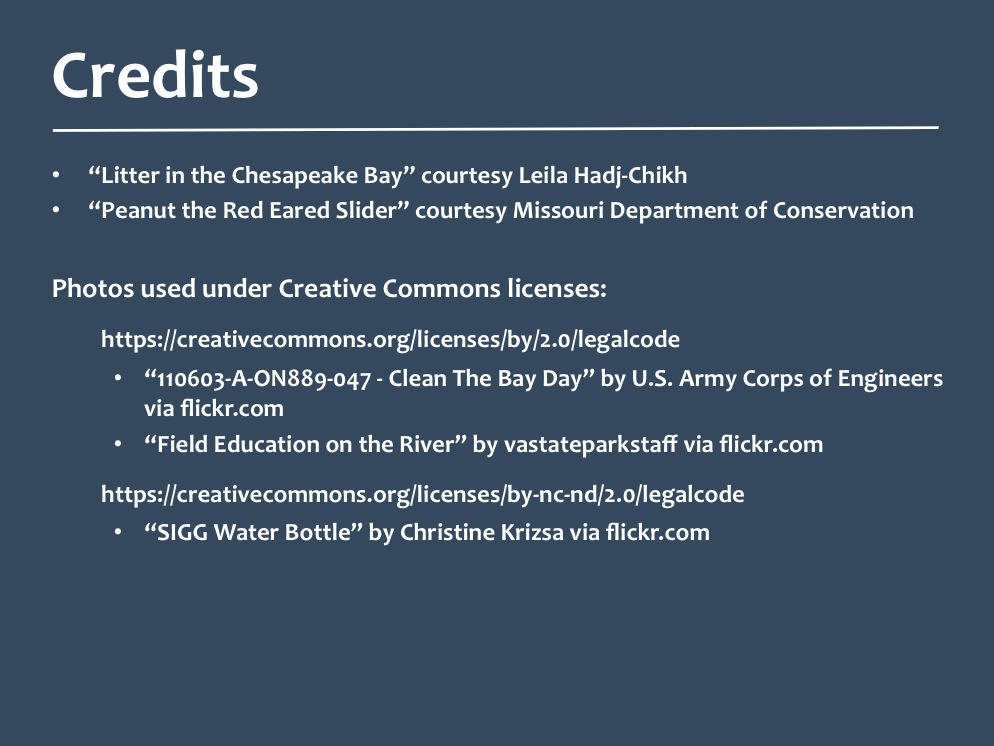 Credits
• “Litter in the Chesapeake Bay” courtesy Leila Hadj-Chikh
• “Peanut the Red Eared Slider” courtesy Missouri Department of Conservation
Photos used under Creative Commons licenses:
https://creativecommons.org/licenses/by/2.0/legalcode
• “110603-A-ON889-047 - Clean The Bay Day” by U.S. Army Corps of Engineers
via flickr.com
• “Field Education on the River” by vastateparkstaff via flickr.com
https://creativecommons.org/licenses/by-nc-nd/2.0/legalcode
• “SIGG Water Bottle” by Christine Krizsa via flickr.com